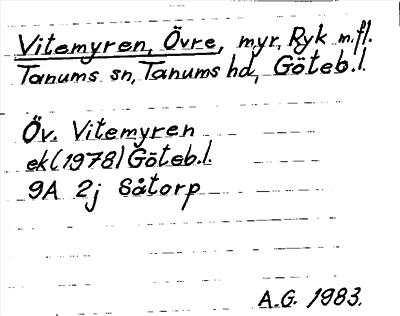 Vitemyren, Övre, myr, Ryk m.fl.
Tanums sn, Tanums hd, Göteb.l.
Öv. Vitemyren
ek (1978) Göteb.l.
9A 2j Såtorp
A.G. 1983.